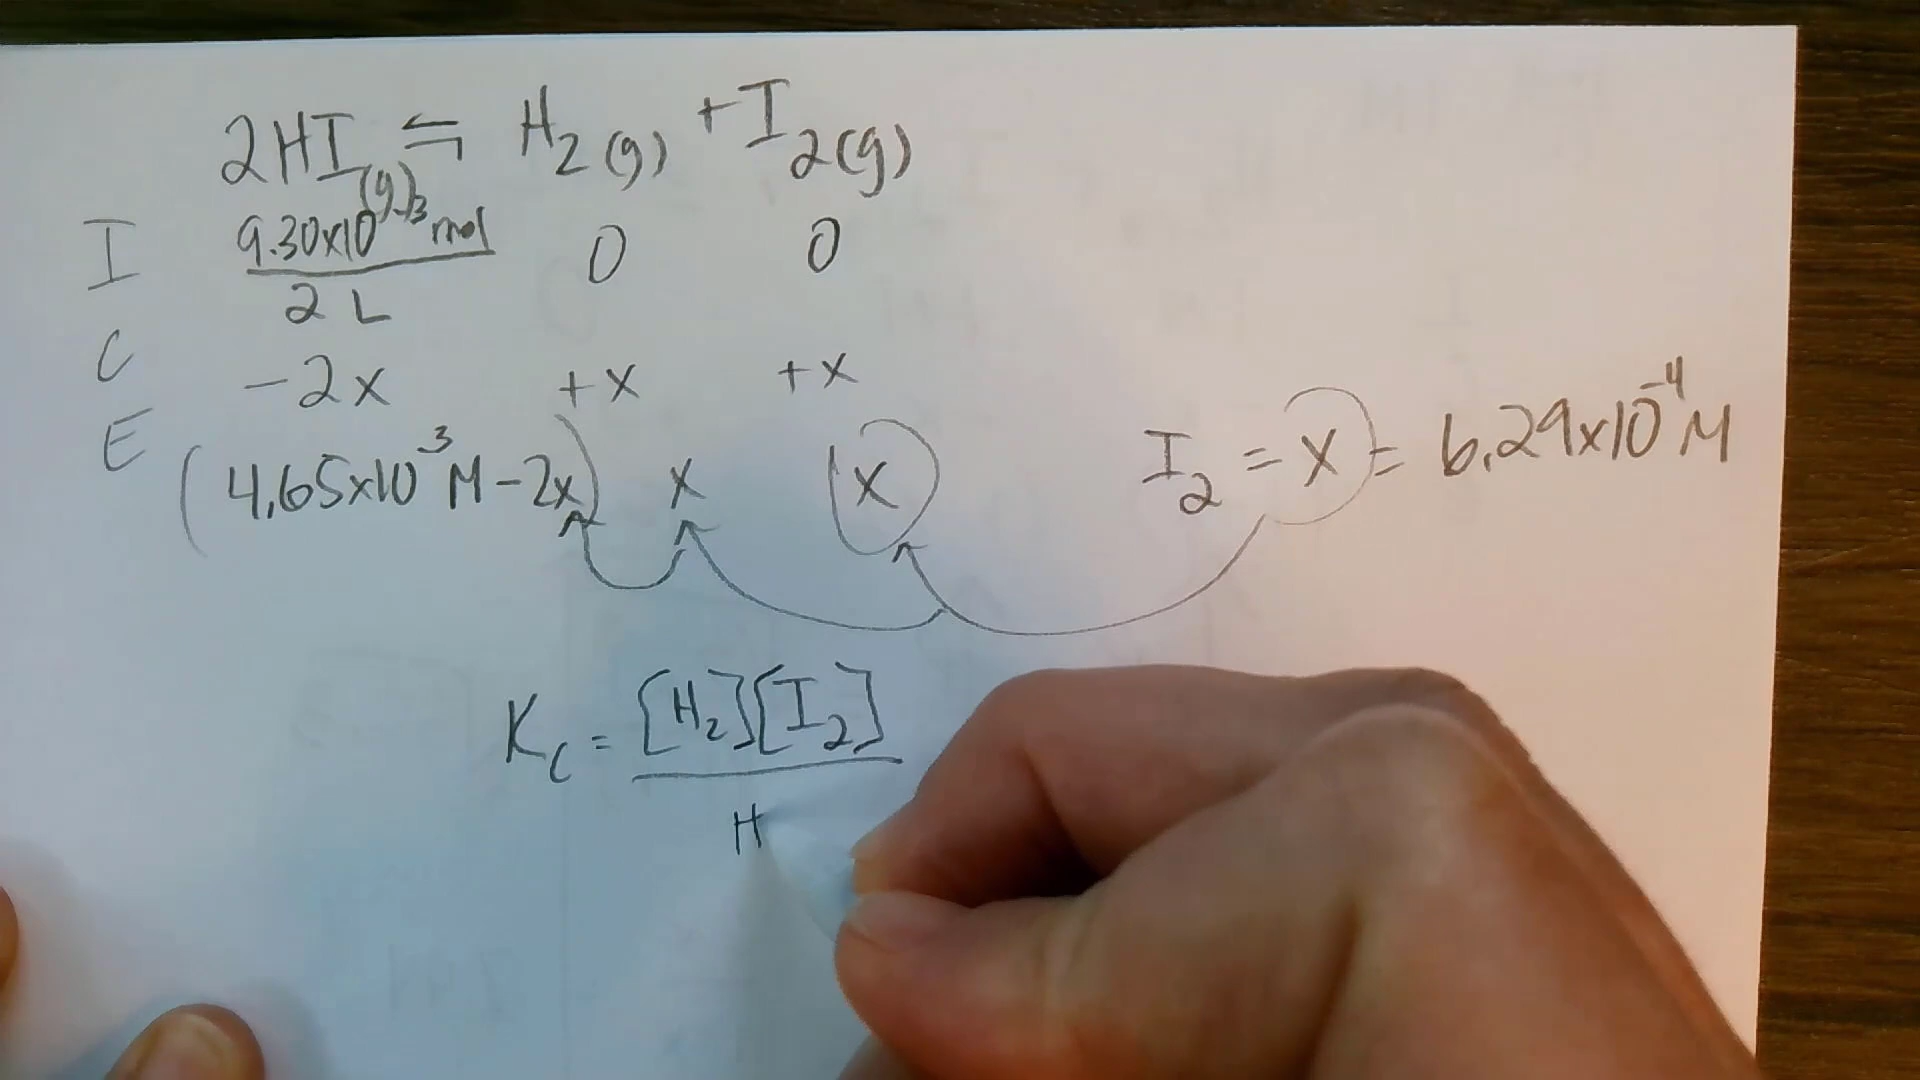 2HI(g) ⇌ H₂(g) + I₂(g)
I 9.30x10⁻³ mol / 2 L 0 0
C -2x +x +x
E (4.65x10⁻³ M - 2x) x x
I₂ = x = 6.29x10⁻⁴ M
Kc = [H₂][I₂]
H